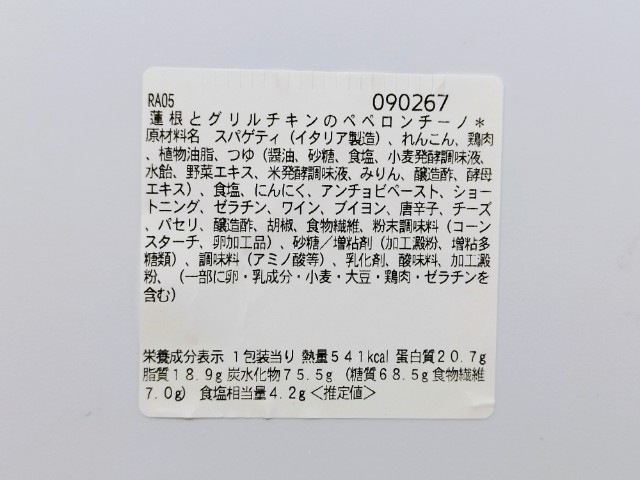 RA05 090267
蓮根とグリルチキンのペペロンチーノ＊
原材料名 スパゲティ（イタリア製造）、れんこん、鶏肉
、植物油脂、つゆ（醤油、砂糖、食塩、小麦発酵調味液、
水飴、野菜エキス、米発酵調味液、みりん、醸造酢、酵母
エキス）、食塩、にんにく、アンチョビペースト、ショー
トニング、ゼラチン、ワイン、ブイヨン、唐辛子、チーズ
、パセリ、醸造酢、胡椒、食物繊維、粉末調味料（コーン
スターチ、卵加工品）、砂糖／増粘剤（加工澱粉、増粘多
糖類）、調味料（アミノ酸等）、乳化剤、酸味料、加工澱
粉、（一部に卵・乳成分・小麦・大豆・鶏肉・ゼラチンを
含む）
栄養成分表示 １包装当り 熱量５４１kcal 蛋白質２０．７g
脂質１８．９g 炭水化物７５．５g （糖質６８．５g 食物繊維
７．０g） 食塩相当量４．２g ＜推定値＞